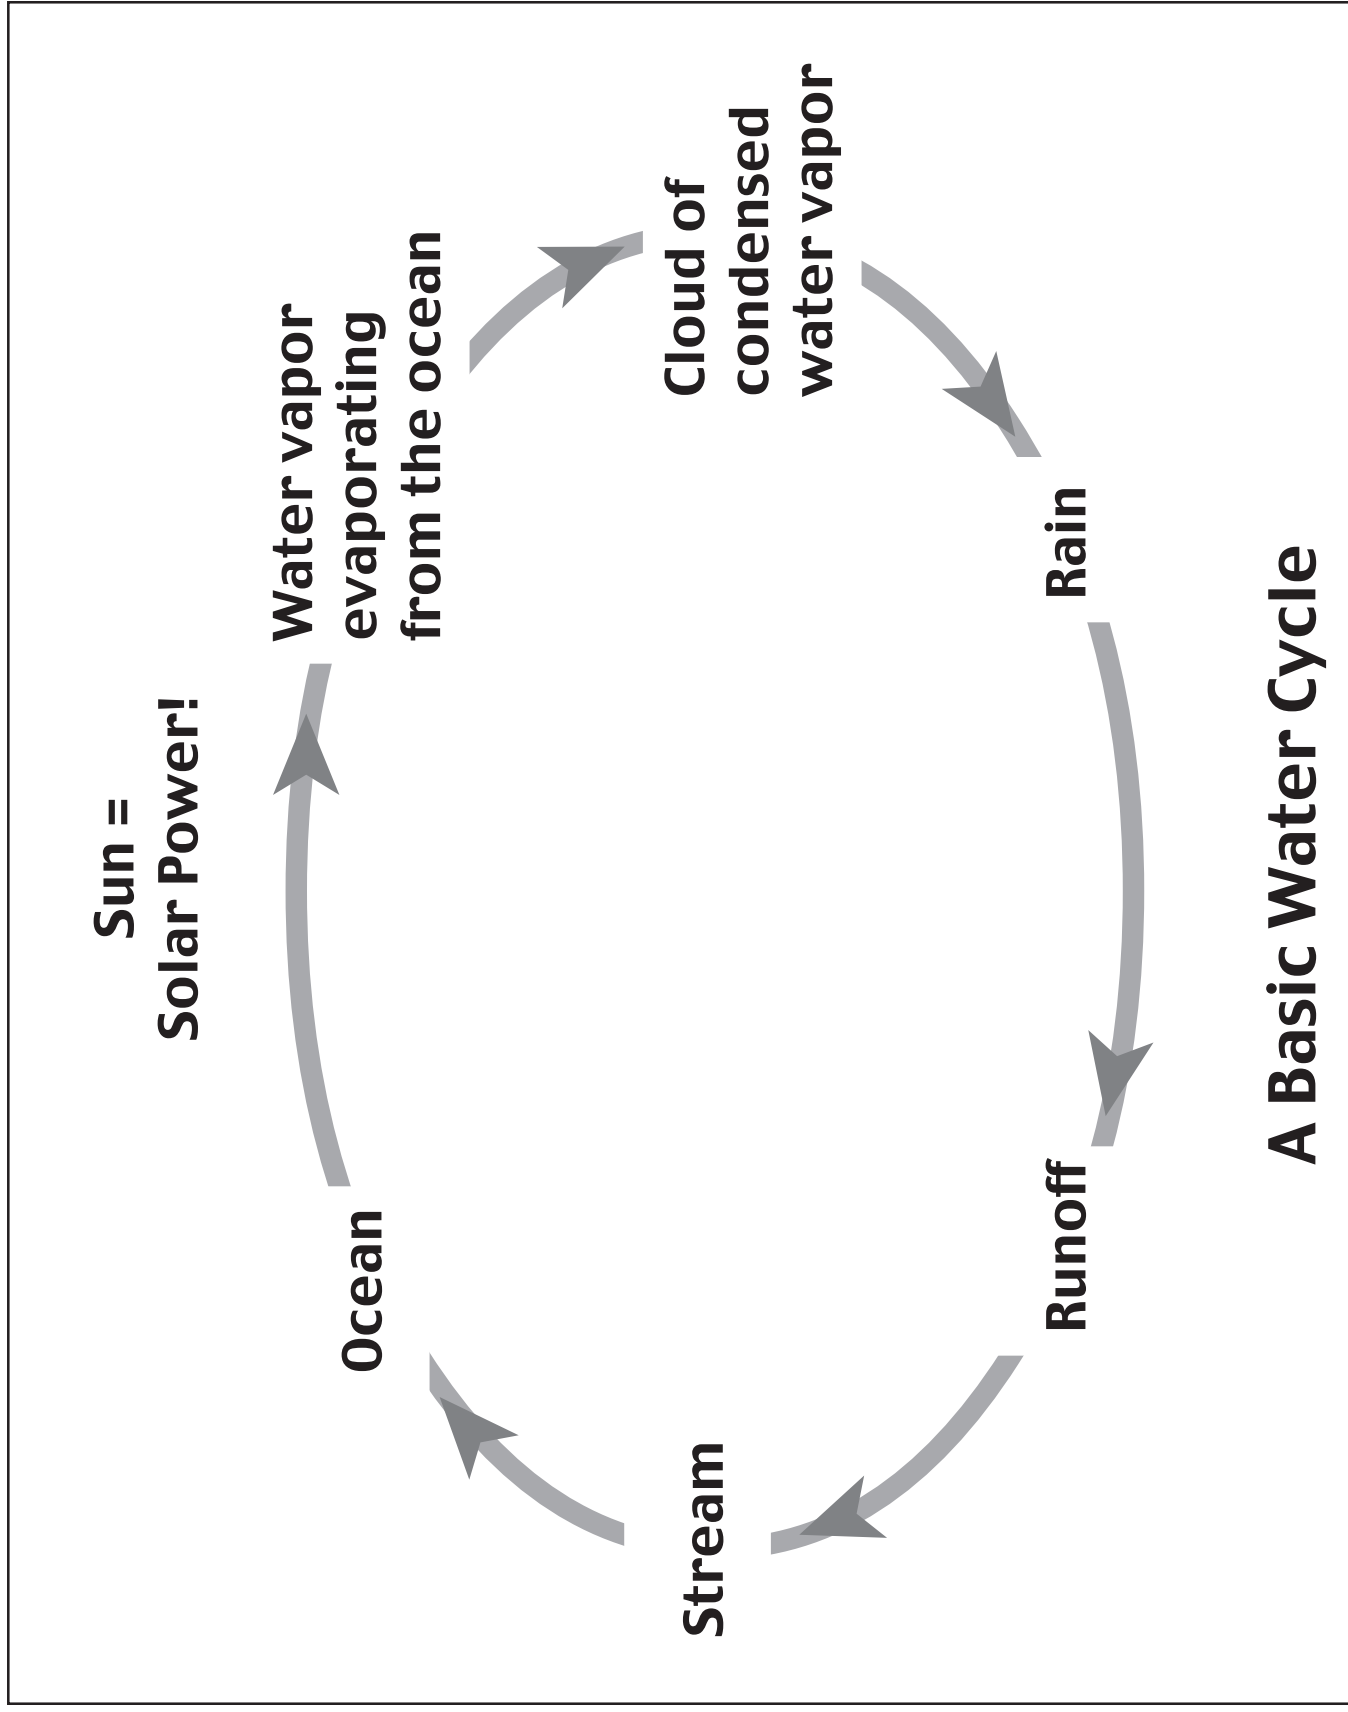 Sun =
Solar Power!
Water vapor
evaporating
from the ocean
Cloud of
condensed
water vapor
Rain
Runoff
Stream
Ocean
A Basic Water Cycle